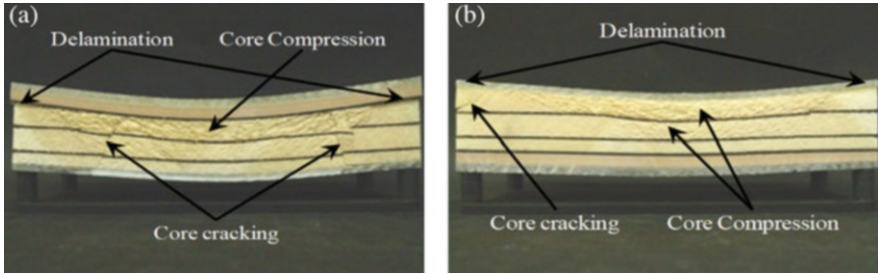 (a)
Delamination
Core Compression
Core cracking
(b)
Delamination
Core cracking
Core Compression